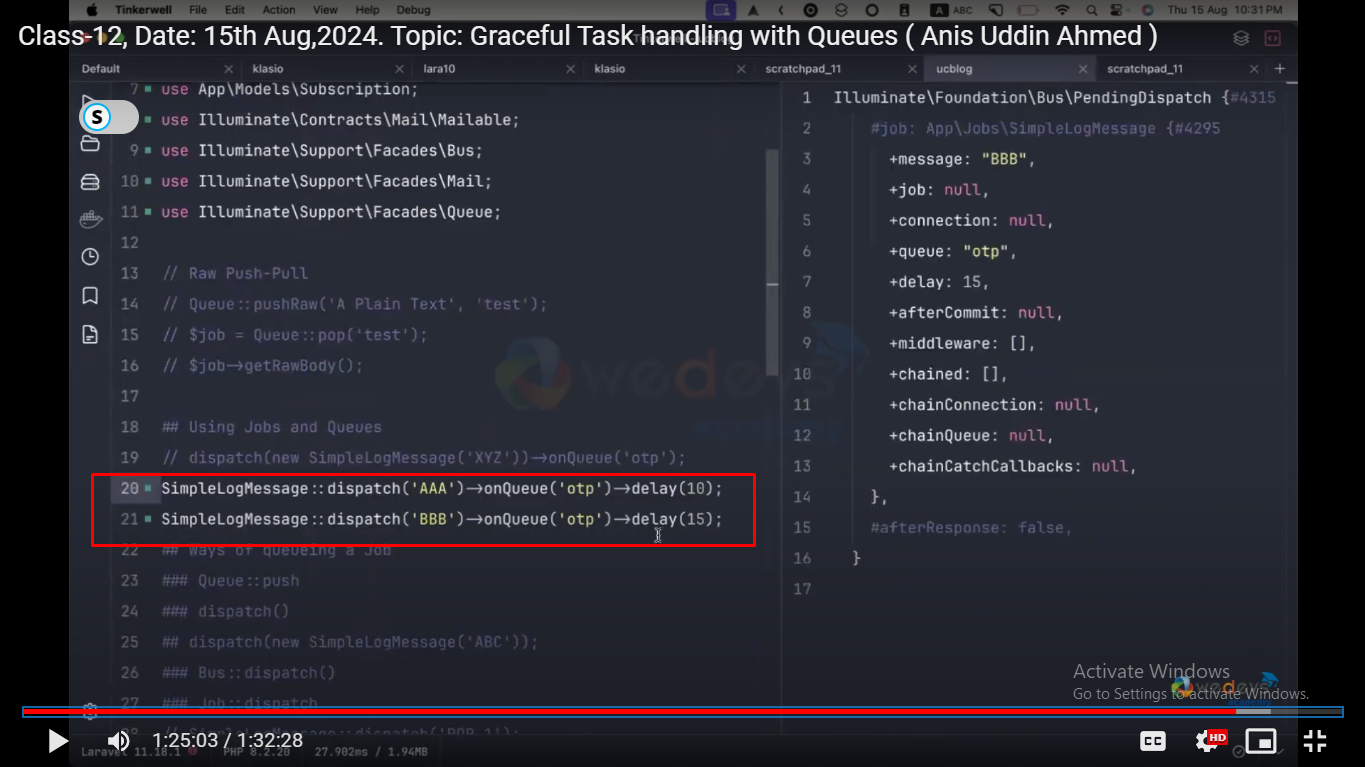 Tinkerwell File Edit Action View Help Debug A ABC Thu 15 Aug 10:31 PM
Class-12, Date: 15th Aug,2024. Topic: Graceful Task handling with Queues ( Anis Uddin Ahmed )
Default klasio lara10 klasio scratchpad_11 ucblog scratchpad_11
7 use App\Models\Subscription;
S
use Illuminate\Contracts\Mail\Mailable;
9 use Illuminate\Support\Facades\Bus;
10 use Illuminate\Support\Facades\Mail;
11 use Illuminate\Support\Facades\Queue;
12
13 // Raw Push-Pull
14 // Queue::pushRaw('A Plain Text', 'test');
15 // $job = Queue::pop('test');
16 // $job->getRawBody();
17
18 ## Using Jobs and Queues
19 // dispatch(new SimpleLogMessage('XYZ'))->onQueue('otp');
20 SimpleLogMessage::dispatch('AAA')->onQueue('otp')->delay(10);
21 SimpleLogMessage::dispatch('BBB')->onQueue('otp')->delay(15);
22 ## Ways of queueing a Job
23 ### Queue::push
24 ### dispatch()
25 ## dispatch(new SimpleLogMessage('ABC'));
26 ### Bus::dispatch()
27 ### Job::dispatch
28 // SimpleLogMessage::dispatch('POP 1');
1 Illuminate\Foundation\Bus\PendingDispatch {#4315
2 #job: App\Jobs\SimpleLogMessage {#4295
3 +message: "BBB",
4 +job: null,
5 +connection: null,
6 +queue: "otp",
7 +delay: 15,
8 +afterCommit: null,
9 +middleware: [],
10 +chained: [],
11 +chainConnection: null,
12 +chainQueue: null,
13 +chainCatchCallbacks: null,
14 },
15 #afterResponse: false,
16 }
17
wedevs
academy
Activate Windows
Go to Settings to activate Windows.
wedevs
academy
1:25:03 / 1:32:28
CC HD
Laravel 11.18.1 PHP 8.2.20 27.902ms / 1.94MB